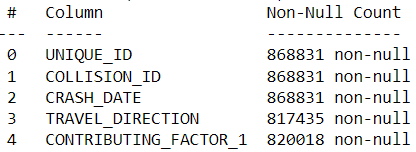 #   Column                 Non-Null Count
---  ------                 --------------
0   UNIQUE_ID              868831 non-null
1   COLLISION_ID           868831 non-null
2   CRASH_DATE             868831 non-null
3   TRAVEL_DIRECTION       817435 non-null
4   CONTRIBUTING_FACTOR_1  820018 non-null